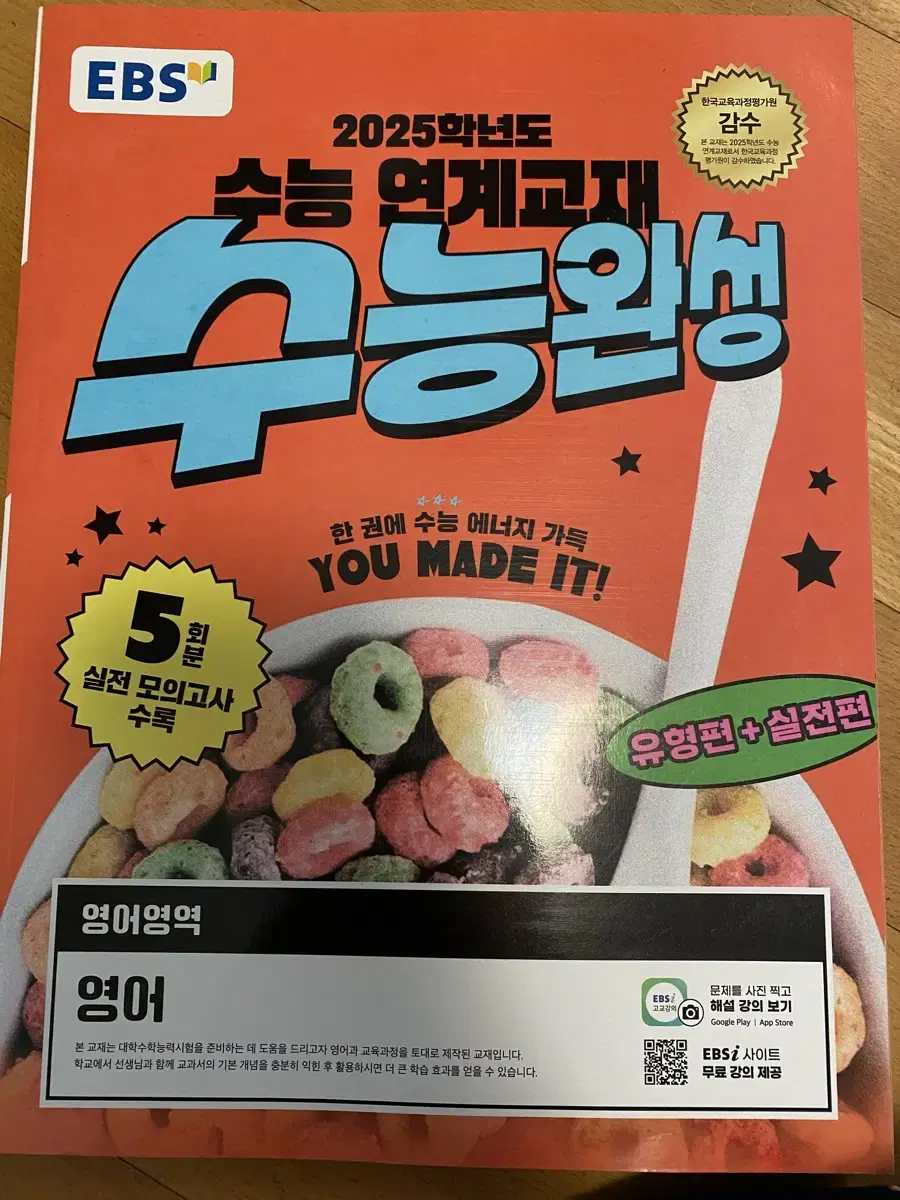 EBS
한국교육과정평가원
감수
본 교재는 2025학년도 수능
연계교재로서 한국교육과정
평가원이 감수하였습니다.
2025학년도
수능 연계교재
수능완성
한 권에 수능 에너지 가득
YOU MADE IT!
5회분
실전 모의고사
수록
유형편+실전편
영어영역
영어
본 교재는 대학수학능력시험을 준비하는 데 도움을 드리고자 영어과 교육과정을 토대로 제작된 교재입니다.
학교에서 선생님과 함께 교과서의 기본 개념을 충분히 익힌 후 활용하시면 더 큰 학습 효과를 얻을 수 있습니다.
EBSi
고교강의
문제를 사진 찍고
해설 강의 보기
Google Play | App Store
EBSi 사이트
무료 강의 제공